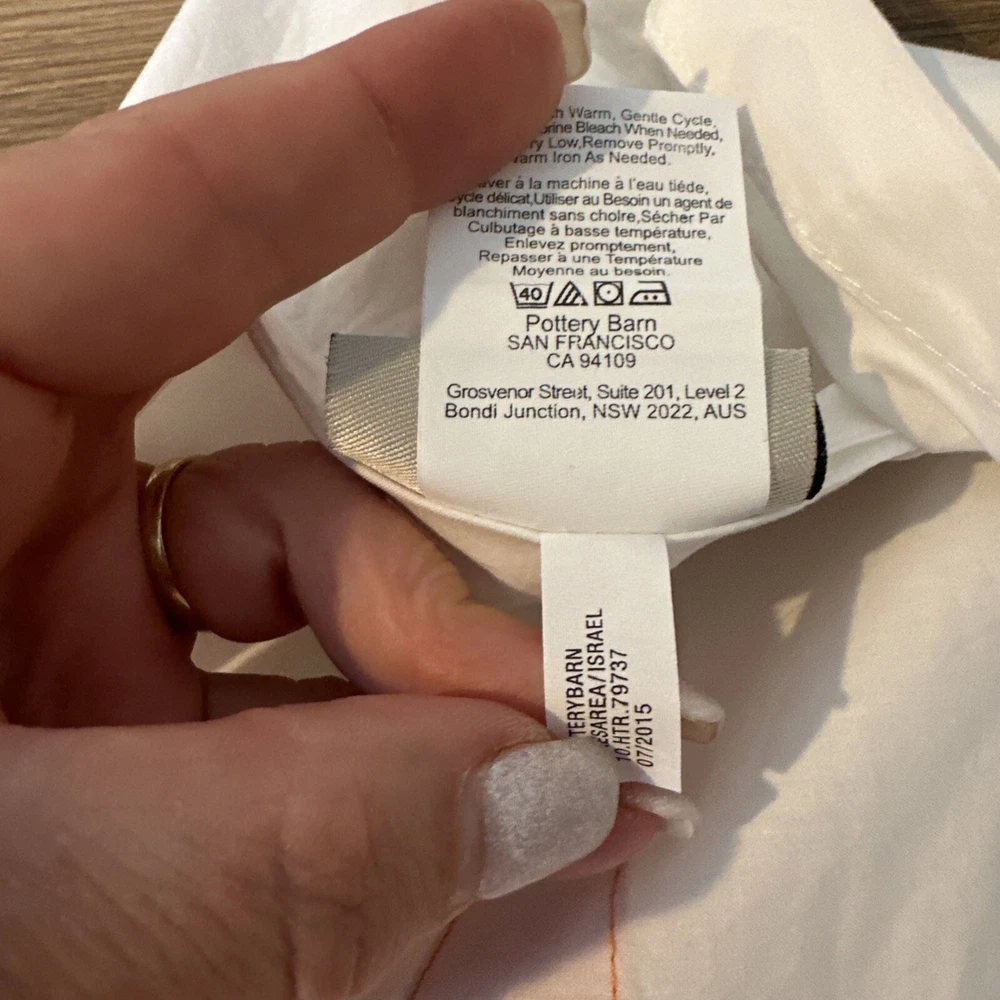 Warm, Gentle Cycle,
Bleach When Needed,
Low,Remove Promptly,
Iron As Needed.
à la machine à l'eau tiéde,
délicat,Utiliser au Besoin un agent de
blanchiment sans cholre,Sécher Par
Culbutage à basse température,
Enlevez promptement,
Repasser à une Température
Moyenne au besoin.
40
Pottery Barn
SAN FRANCISCO
CA 94109
Grosvenor Street, Suite 201, Level 2
Bondi Junction, NSW 2022, AUS
TERYBARN
ESAREA/ISRAEL
10.HTR.79737
07/2015